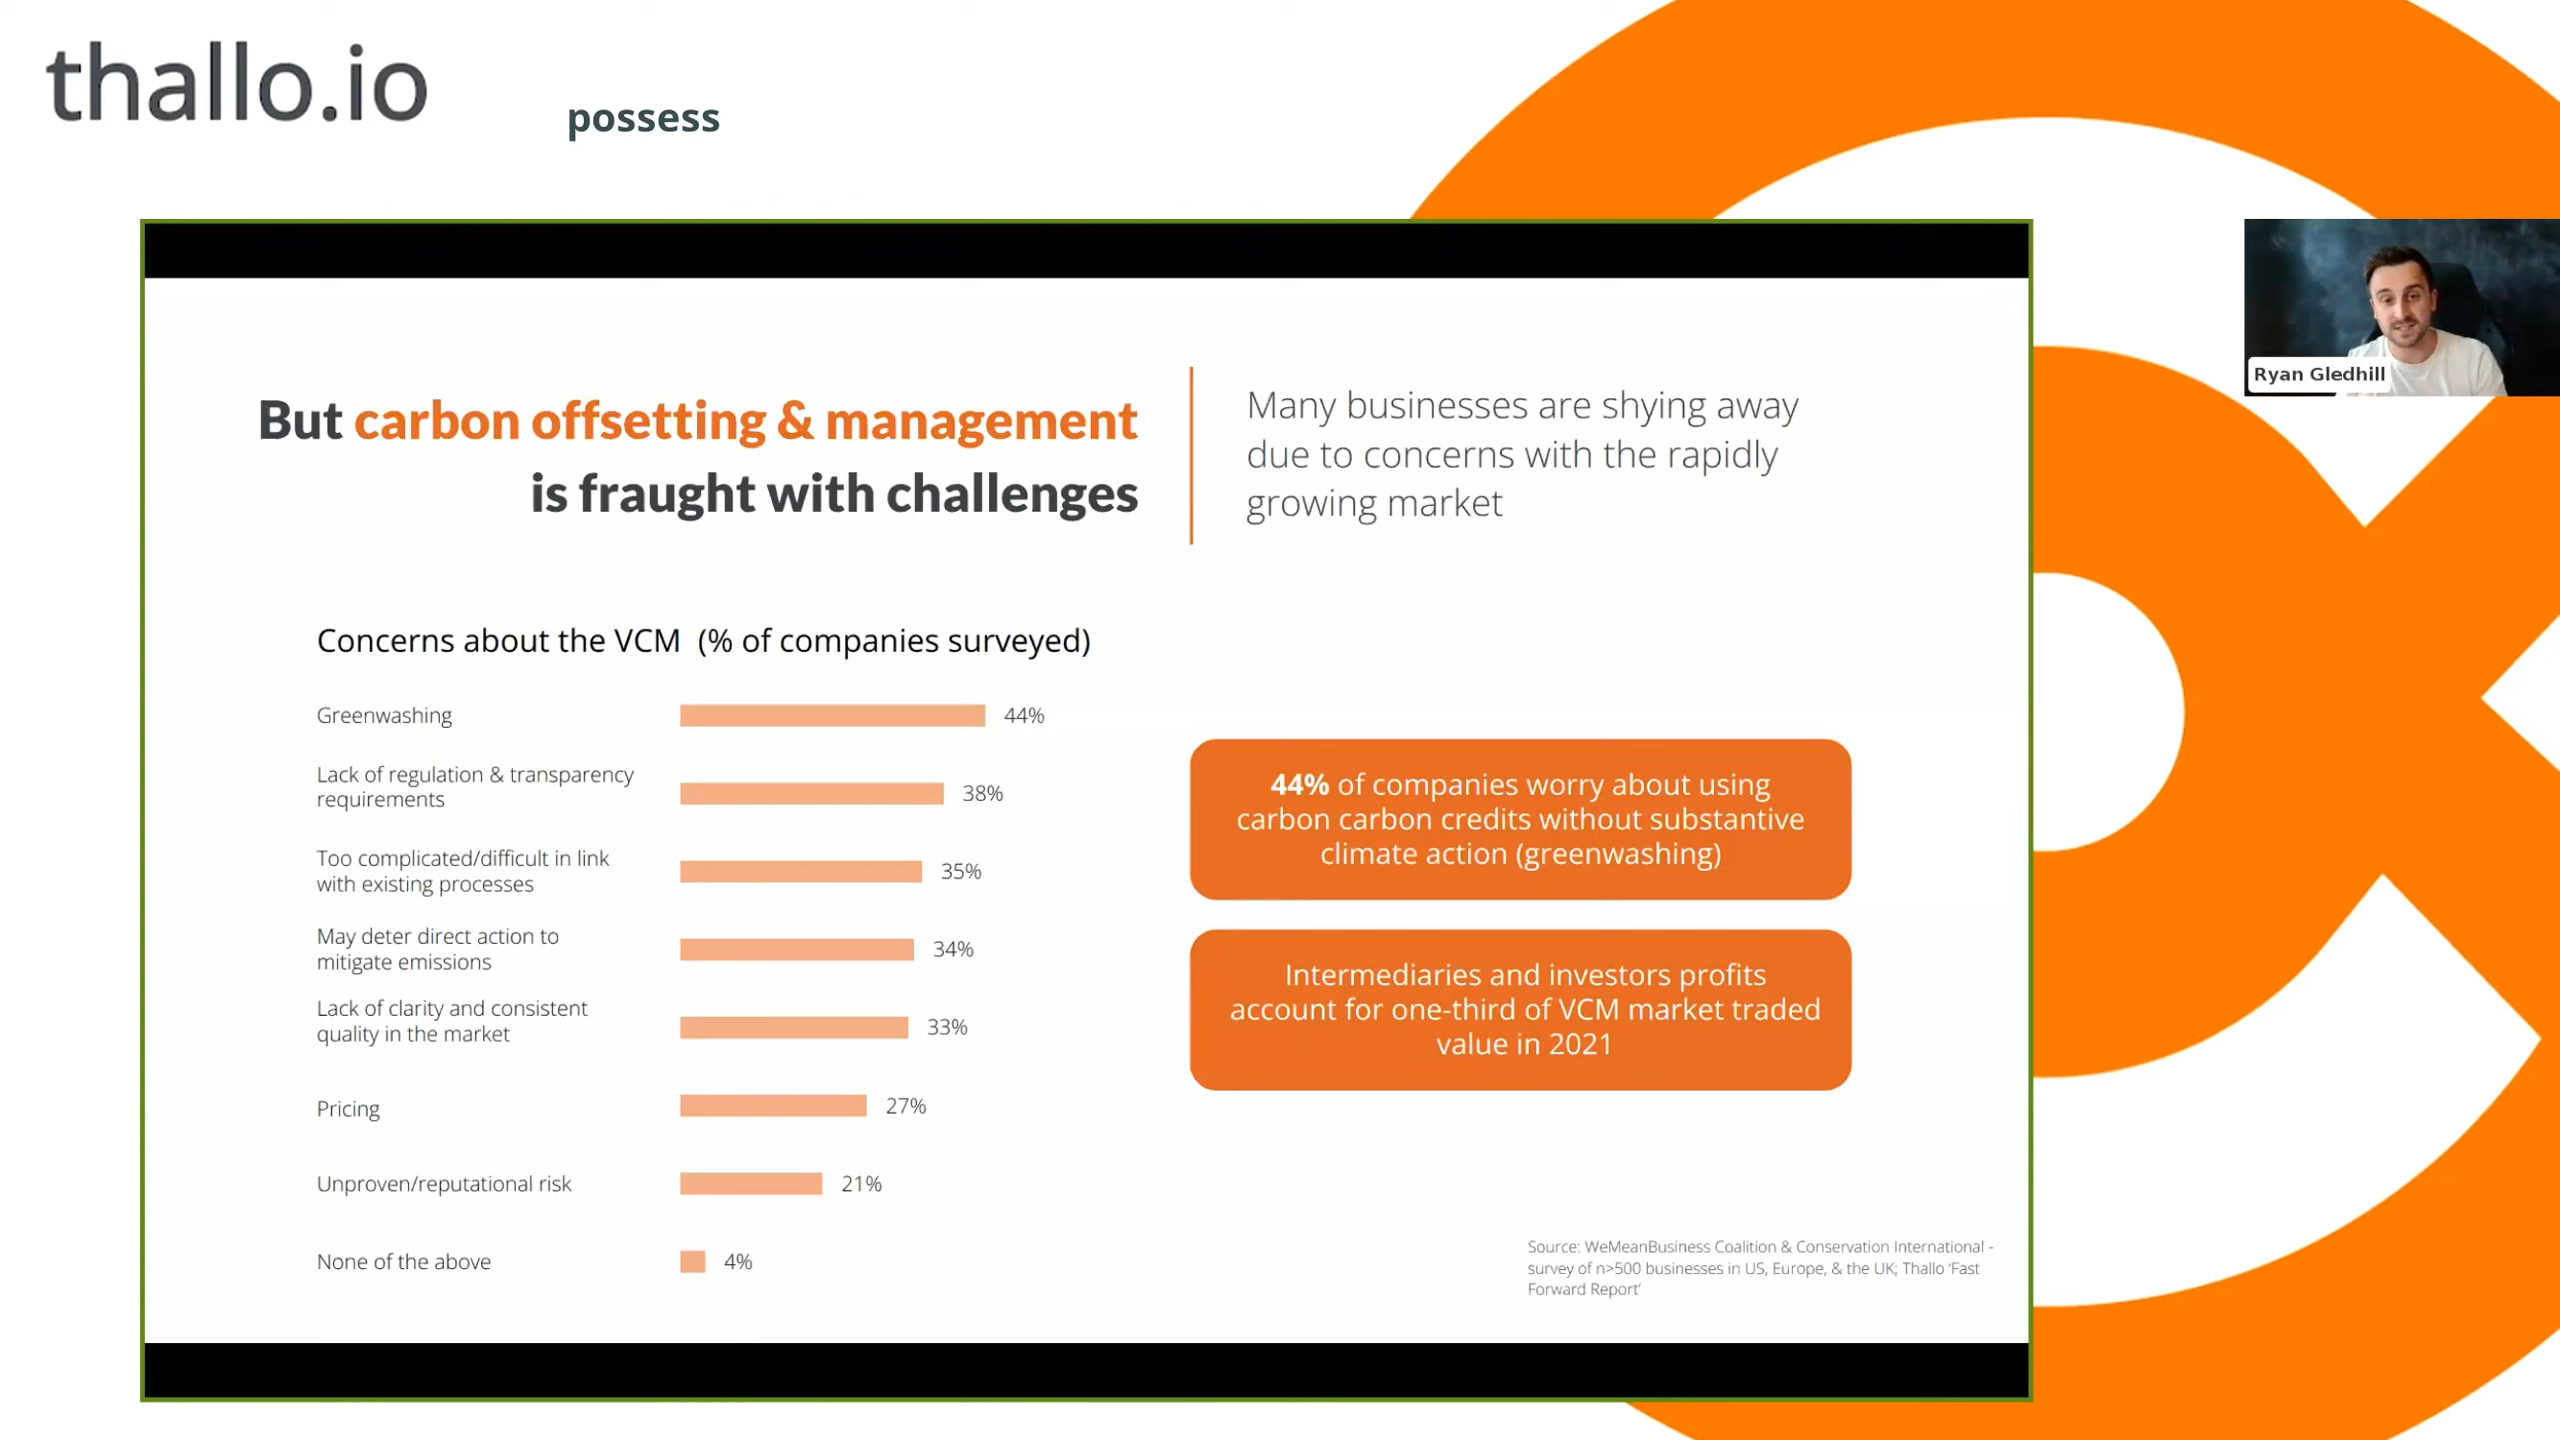 thallo.io
possess
Ryan Gledhill
But carbon offsetting & management
is fraught with challenges
Many businesses are shying away
due to concerns with the rapidly
growing market
Concerns about the VCM (% of companies surveyed)
Greenwashing 44%
Lack of regulation & transparency
requirements 38%
Too complicated/difficult in link
with existing processes 35%
May deter direct action to
mitigate emissions 34%
Lack of clarity and consistent
quality in the market 33%
Pricing 27%
Unproven/reputational risk 21%
None of the above 4%
44% of companies worry about using
carbon carbon credits without substantive
climate action (greenwashing)
Intermediaries and investors profits
account for one-third of VCM market traded
value in 2021
Source: WeMeanBusiness Coalition & Conservation International -
survey of n>500 businesses in US, Europe, & the UK; Thallo ‘Fast
Forward Report’